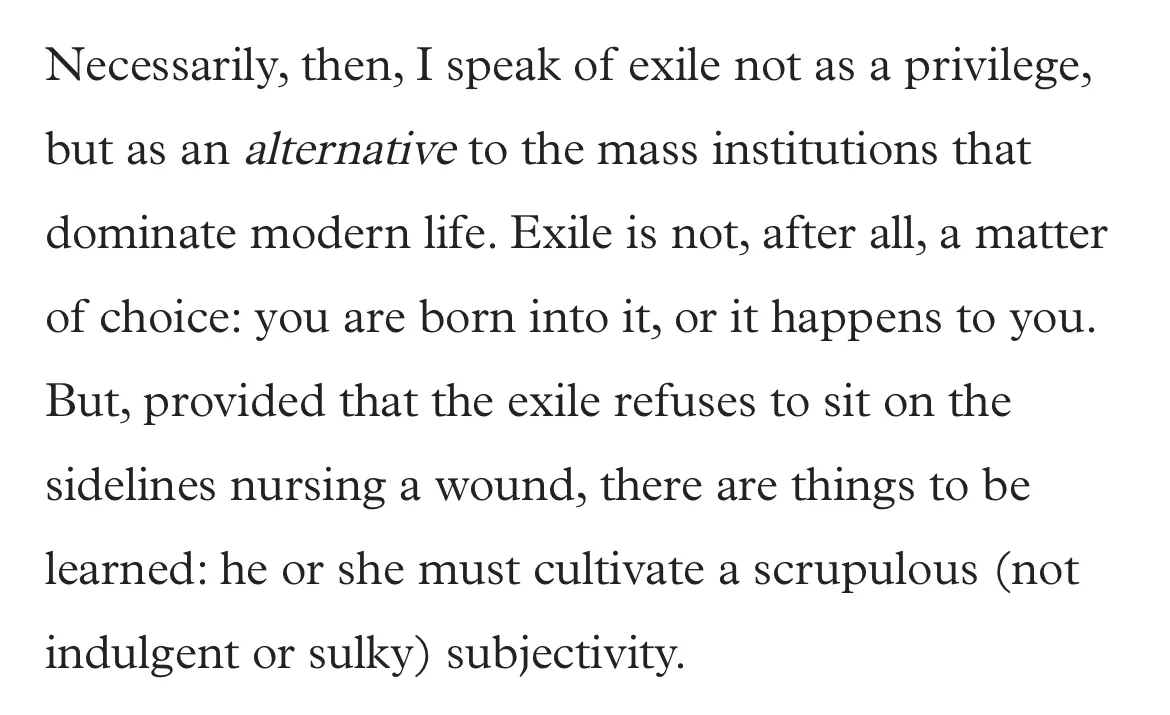 Necessarily, then, I speak of exile not as a privilege,
but as an alternative to the mass institutions that
dominate modern life. Exile is not, after all, a matter
of choice: you are born into it, or it happens to you.
But, provided that the exile refuses to sit on the
sidelines nursing a wound, there are things to be
learned: he or she must cultivate a scrupulous (not
indulgent or sulky) subjectivity.